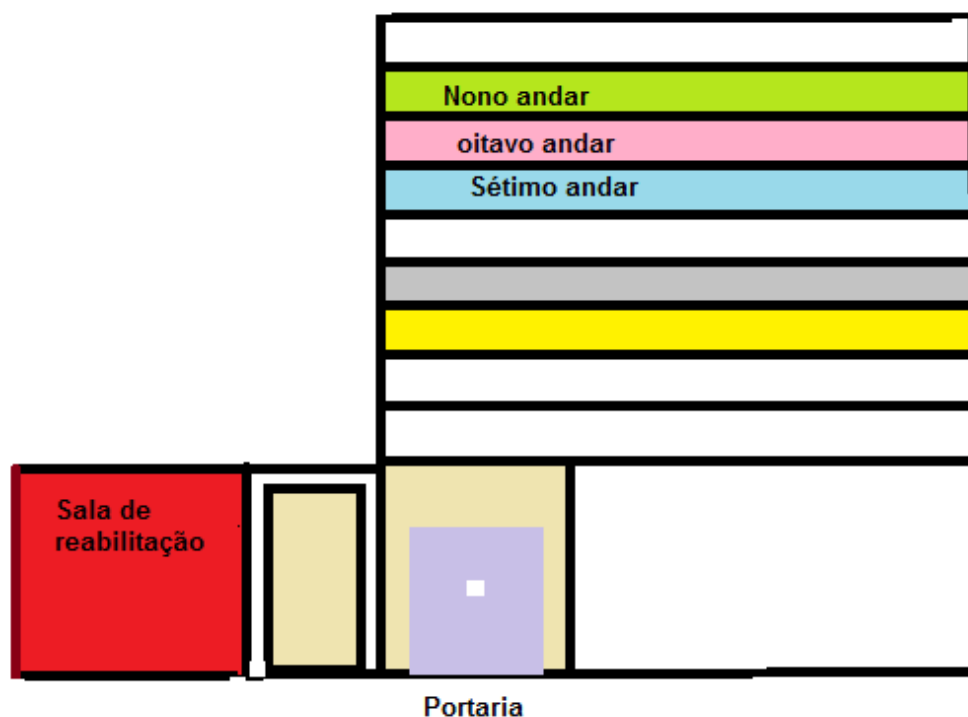 Nono andar
oitavo andar
Sétimo andar
Sala de
reabilitação
Portaria